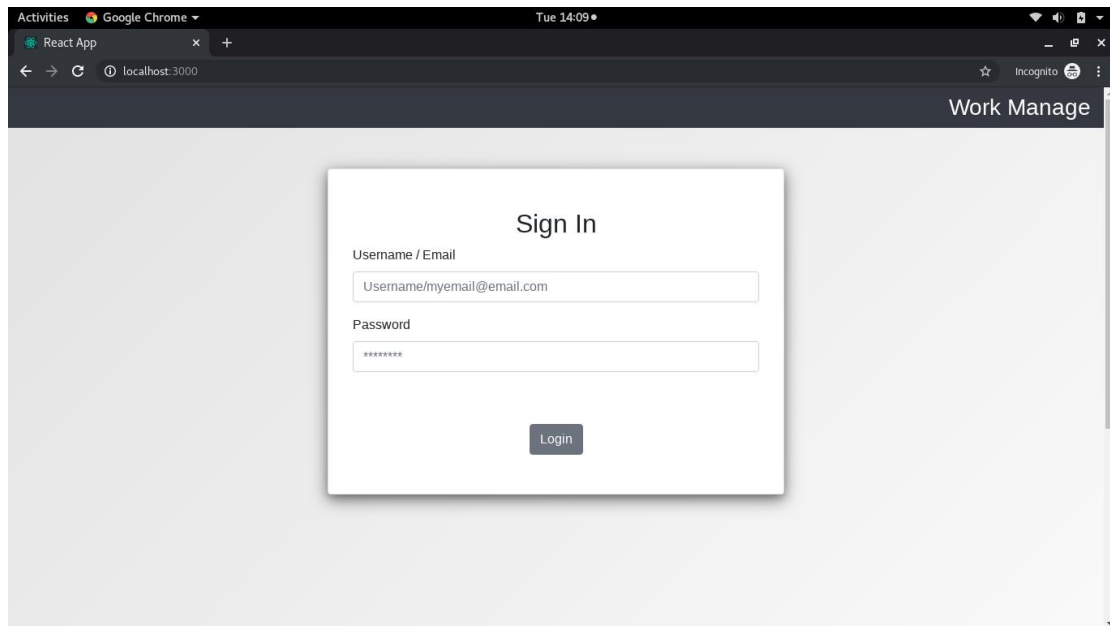 Activities Google Chrome Tue 14:09
React App
localhost:3000 Incognito
Work Manage
Sign In
Username / Email
Username/myemail@email.com
Password
********
Login